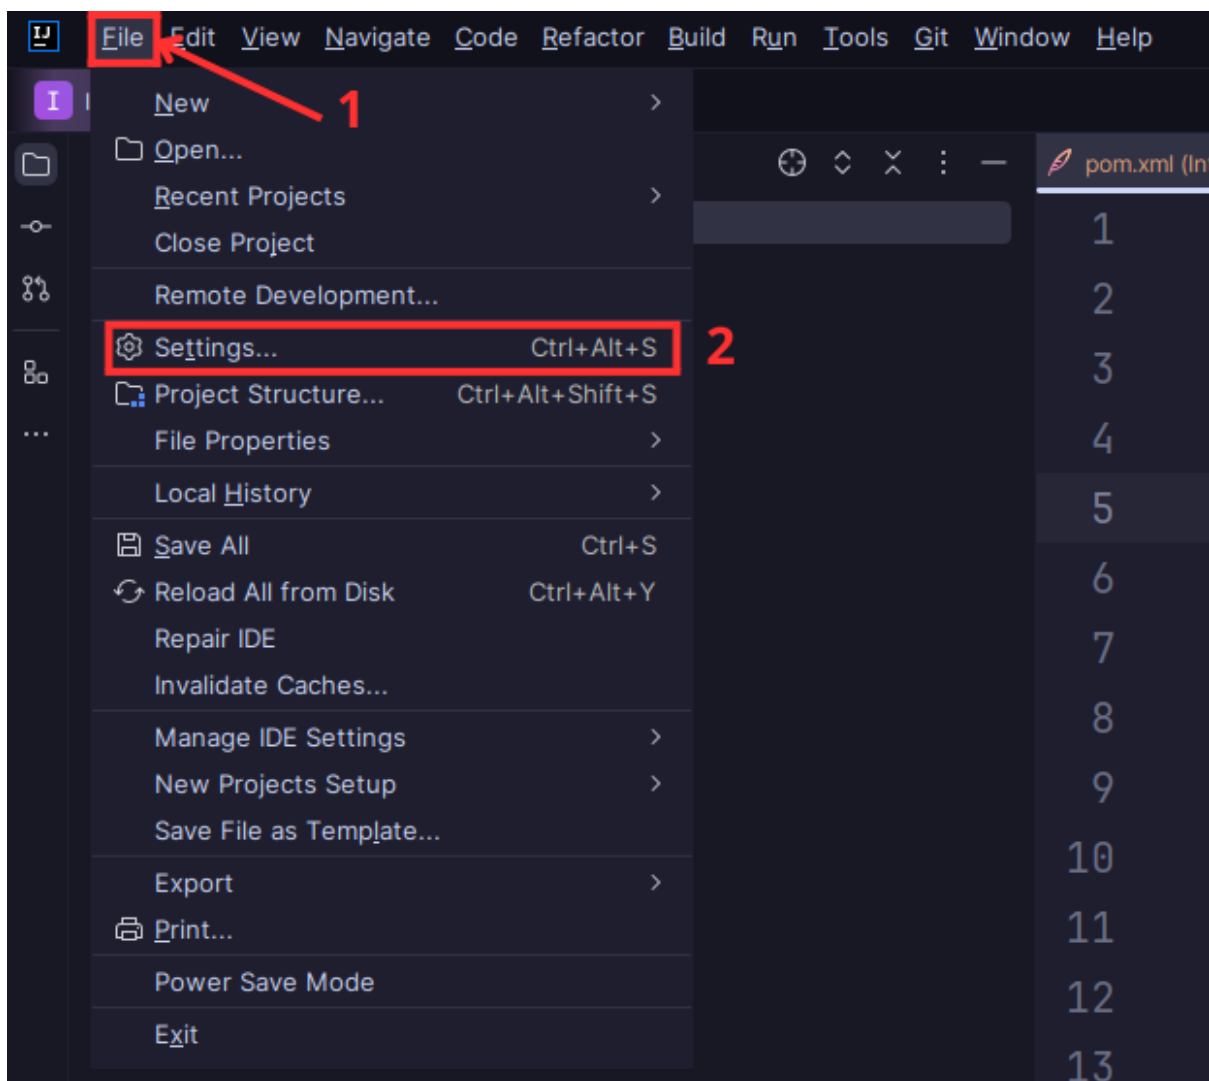 IJ
File Edit View Navigate Code Refactor Build Run Tools Git Window Help
1
I
New
Open...
Recent Projects
Close Project
Remote Development...
Settings... Ctrl+Alt+S
2
Project Structure... Ctrl+Alt+Shift+S
File Properties
Local History
Save All Ctrl+S
Reload All from Disk Ctrl+Alt+Y
Repair IDE
Invalidate Caches...
Manage IDE Settings
New Projects Setup
Save File as Template...
Export
Print...
Power Save Mode
Exit
pom.xml (In
1
2
3
4
5
6
7
8
9
10
11
12
13